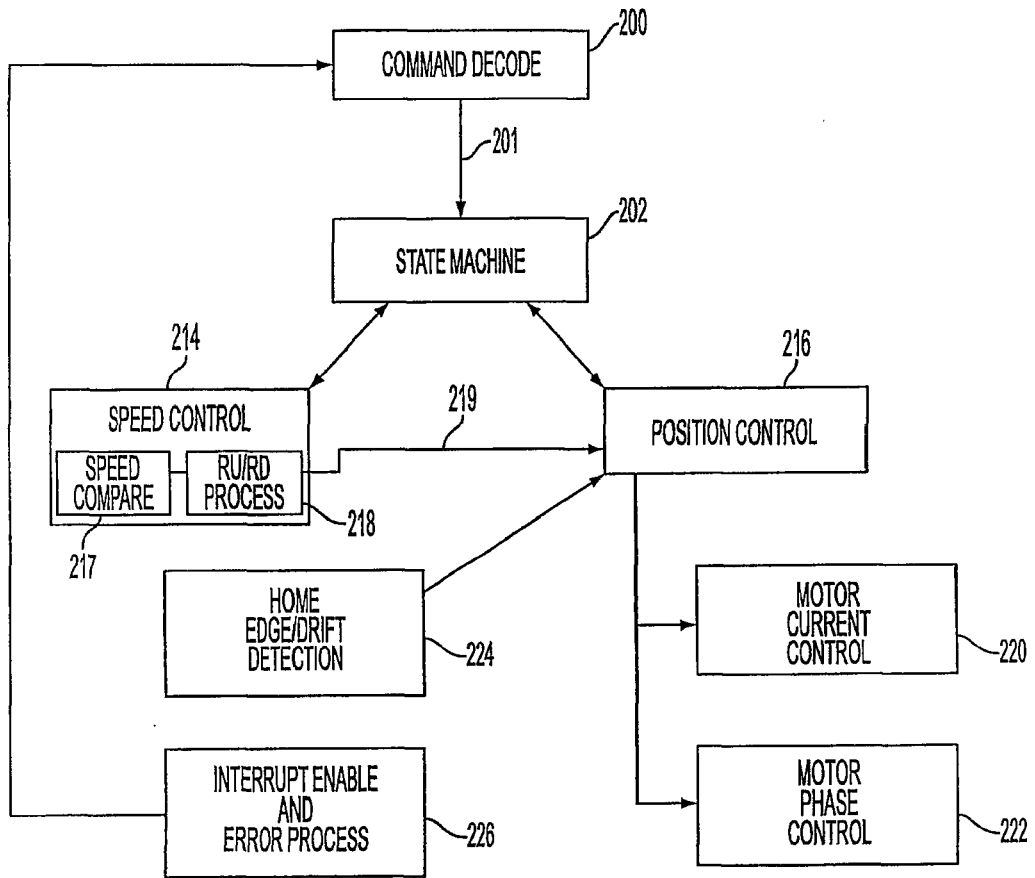 200
COMMAND DECODE
201
202
STATE MACHINE
214
216
SPEED CONTROL
219
POSITION CONTROL
SPEED
COMPARE
RU/RD
PROCESS
218
217
HOME
EDGE/DRIFT
DETECTION
224
MOTOR
CURRENT
CONTROL
220
INTERRUPT ENABLE
AND
ERROR PROCESS
226
MOTOR
PHASE
CONTROL
222